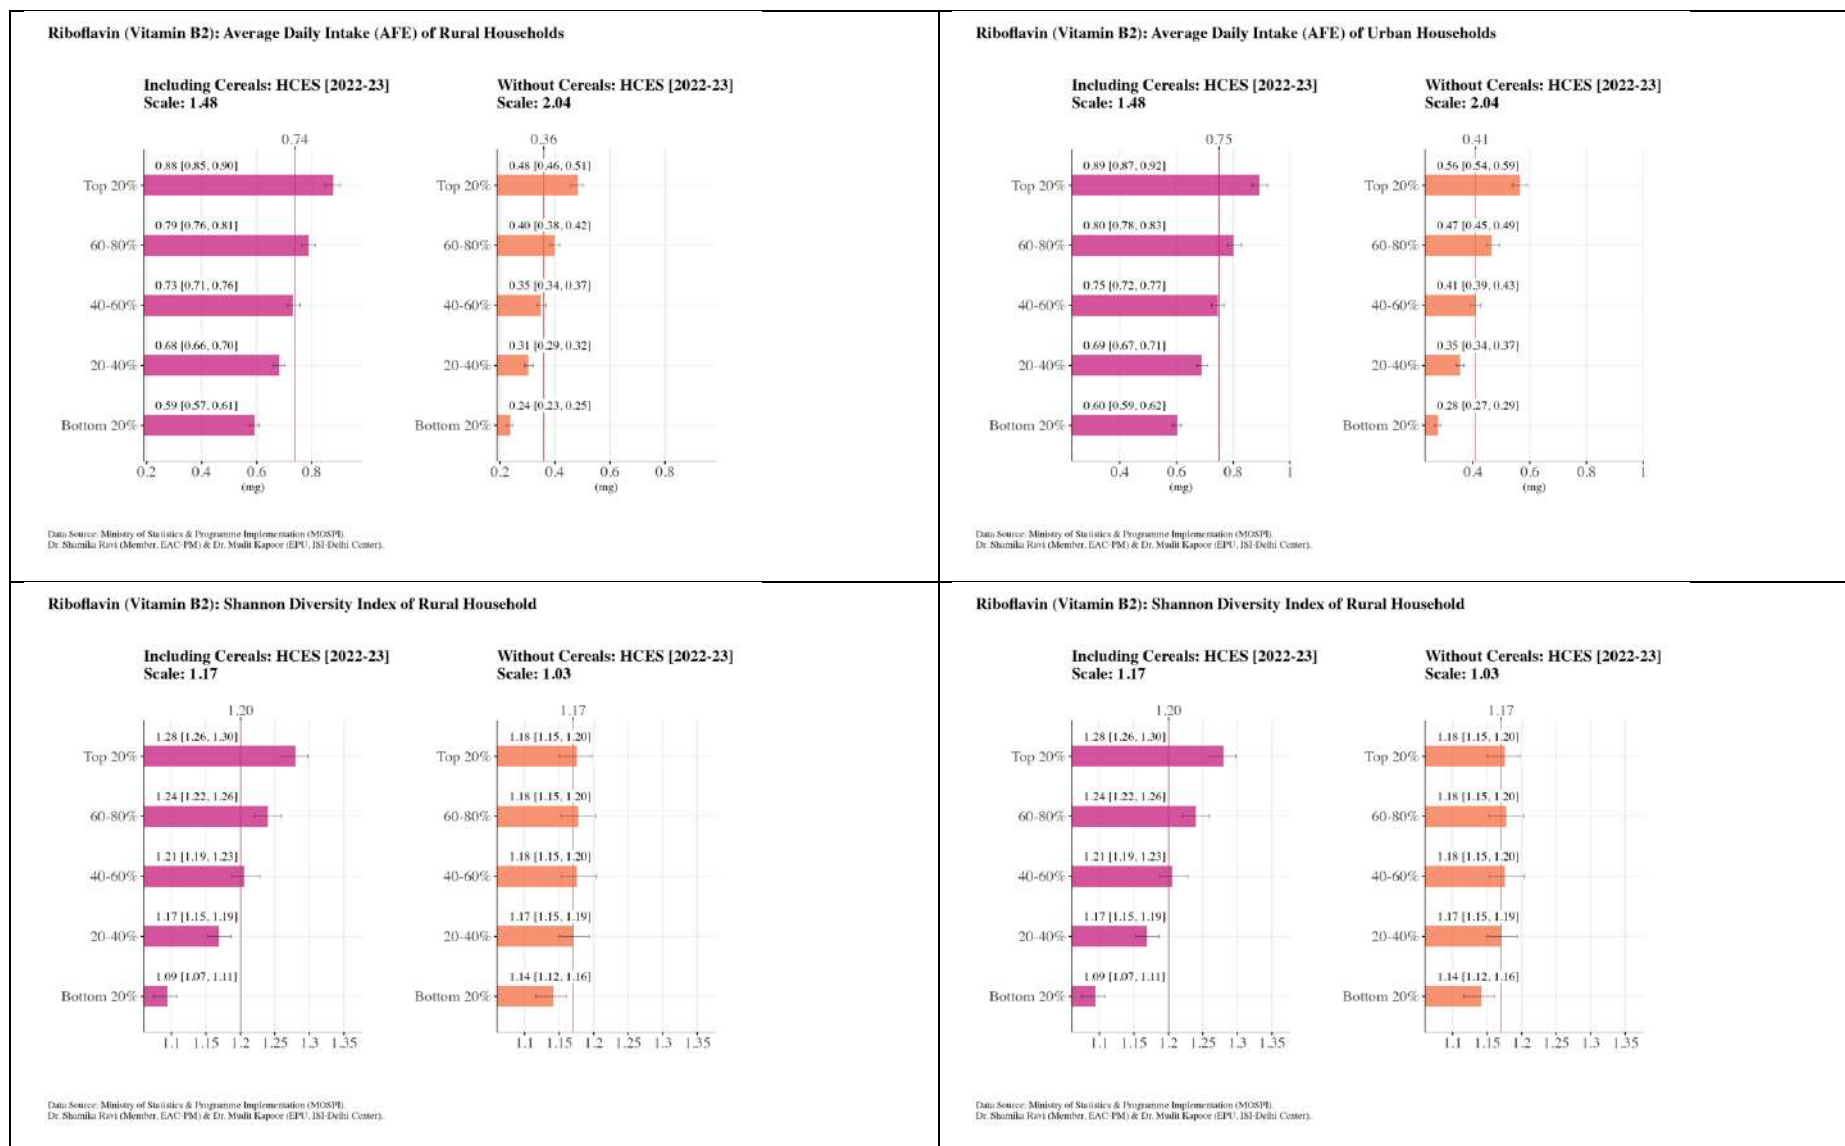 Riboflavin (Vitamin B2): Average Daily Intake (AFE) of Rural Households
Including Cereals: HCES [2022-23]
Scale: 1.48
0.74
Top 20%
0.88 [0.85, 0.90]
60-80%
0.79 [0.76, 0.81]
40-60%
0.73 [0.71, 0.76]
20-40%
0.68 [0.66, 0.70]
Bottom 20%
0.59 [0.57, 0.61]
0.2 0.4 0.6 0.8
(mg)
Without Cereals: HCES [2022-23]
Scale: 2.04
0.36
Top 20%
0.48 [0.46, 0.51]
60-80%
0.40 [0.38, 0.42]
40-60%
0.35 [0.34, 0.37]
20-40%
0.31 [0.29, 0.32]
Bottom 20%
0.24 [0.23, 0.25]
0.2 0.4 0.6 0.8
(mg)
Data Source: Ministry of Statistics & Programme Implementation (MOSPI).
Dr. Shamika Ravi (Member, EAC-PM) & Dr. Mudit Kapoor (EPU, ISI-Delhi Center).
Riboflavin (Vitamin B2): Average Daily Intake (AFE) of Urban Households
Including Cereals: HCES [2022-23]
Scale: 1.48
0.75
Top 20%
0.89 [0.87, 0.92]
60-80%
0.80 [0.78, 0.83]
40-60%
0.75 [0.72, 0.77]
20-40%
0.69 [0.67, 0.71]
Bottom 20%
0.60 [0.59, 0.62]
0.4 0.6 0.8 1
(mg)
Without Cereals: HCES [2022-23]
Scale: 2.04
0.41
Top 20%
0.56 [0.54, 0.59]
60-80%
0.47 [0.45, 0.49]
40-60%
0.41 [0.39, 0.43]
20-40%
0.35 [0.34, 0.37]
Bottom 20%
0.28 [0.27, 0.29]
0.4 0.6 0.8 1
(mg)
Data Source: Ministry of Statistics & Programme Implementation (MOSPI).
Dr. Shamika Ravi (Member, EAC-PM) & Dr. Mudit Kapoor (EPU, ISI-Delhi Center).
Riboflavin (Vitamin B2): Shannon Diversity Index of Rural Household
Including Cereals: HCES [2022-23]
Scale: 1.17
1.20
Top 20%
1.28 [1.26, 1.30]
60-80%
1.24 [1.22, 1.26]
40-60%
1.21 [1.19, 1.23]
20-40%
1.17 [1.15, 1.19]
Bottom 20%
1.09 [1.07, 1.11]
1.1 1.15 1.2 1.25 1.3 1.35
Without Cereals: HCES [2022-23]
Scale: 1.03
1.17
Top 20%
1.18 [1.15, 1.20]
60-80%
1.18 [1.15, 1.20]
40-60%
1.18 [1.15, 1.20]
20-40%
1.17 [1.15, 1.19]
Bottom 20%
1.14 [1.12, 1.16]
1.1 1.15 1.2 1.25 1.3 1.35
Data Source: Ministry of Statistics & Programme Implementation (MOSPI).
Dr. Shamika Ravi (Member, EAC-PM) & Dr. Mudit Kapoor (EPU, ISI-Delhi Center).
Riboflavin (Vitamin B2): Shannon Diversity Index of Rural Household
Including Cereals: HCES [2022-23]
Scale: 1.17
1.20
Top 20%
1.28 [1.26, 1.30]
60-80%
1.24 [1.22, 1.26]
40-60%
1.21 [1.19, 1.23]
20-40%
1.17 [1.15, 1.19]
Bottom 20%
1.09 [1.07, 1.11]
1.1 1.15 1.2 1.25 1.3 1.35
Without Cereals: HCES [2022-23]
Scale: 1.03
1.17
Top 20%
1.18 [1.15, 1.20]
60-80%
1.18 [1.15, 1.20]
40-60%
1.18 [1.15, 1.20]
20-40%
1.17 [1.15, 1.19]
Bottom 20%
1.14 [1.12, 1.16]
1.1 1.15 1.2 1.25 1.3 1.35
Data Source: Ministry of Statistics & Programme Implementation (MOSPI).
Dr. Shamika Ravi (Member, EAC-PM) & Dr. Mudit Kapoor (EPU, ISI-Delhi Center).